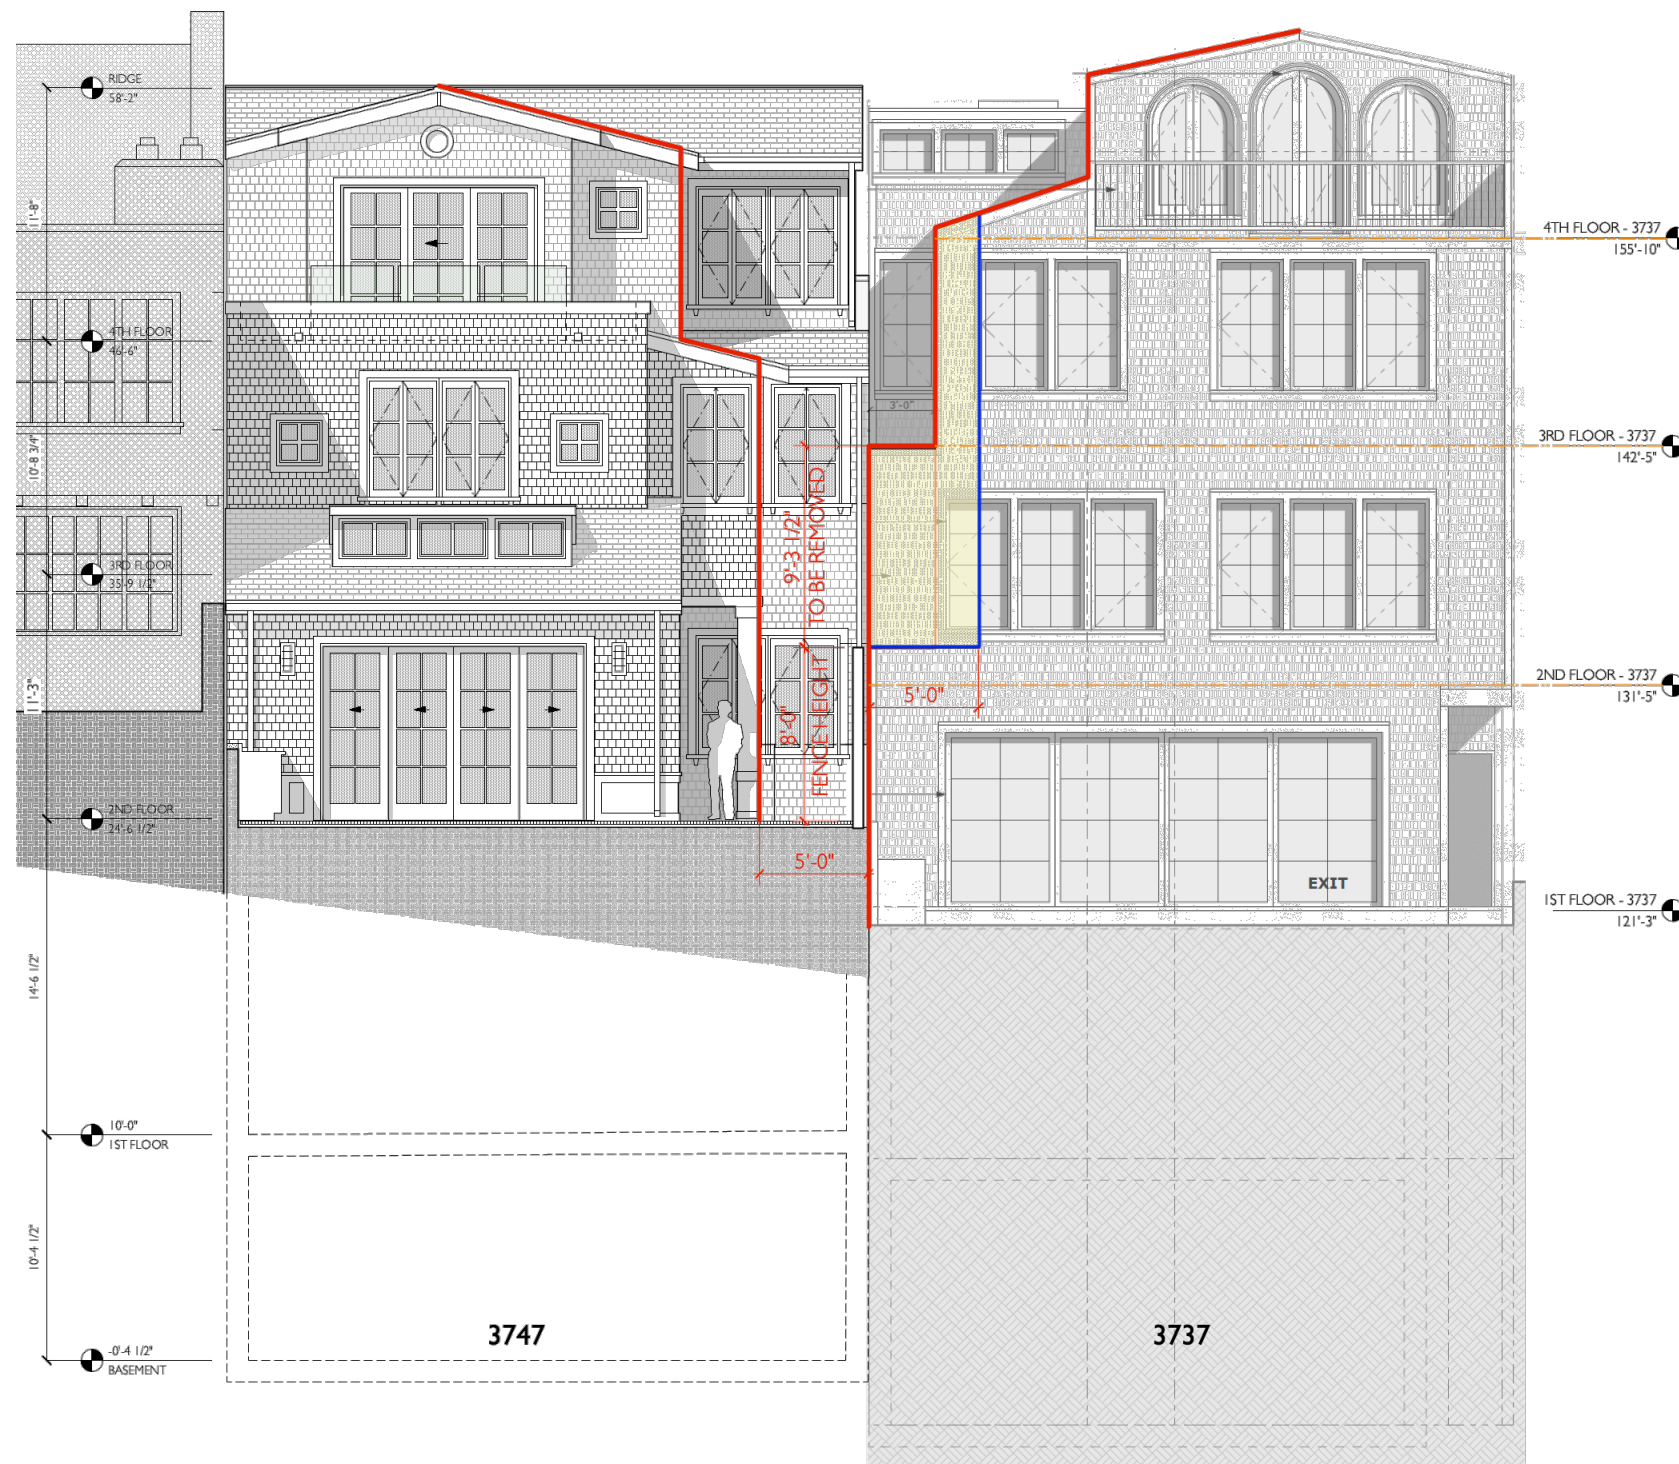 RIDGE
58'-2"
11'-8"
4TH FLOOR
46'-6"
10'-8 3/4"
3RD FLOOR
35'-9 1/2"
11'-3"
2ND FLOOR
24'-6 1/2"
14'-6 1/2"
10'-0"
1ST FLOOR
10'-4 1/2"
-0'-4 1/2"
BASEMENT
3'-0"
9'-3 1/2"
TO BE REMOVED
8'-0"
FENCE HEIGHT
5'-0"
5'-0"
4TH FLOOR - 3737
155'-10"
3RD FLOOR - 3737
142'-5"
2ND FLOOR - 3737
131'-5"
1ST FLOOR - 3737
121'-3"
EXIT
3747
3737